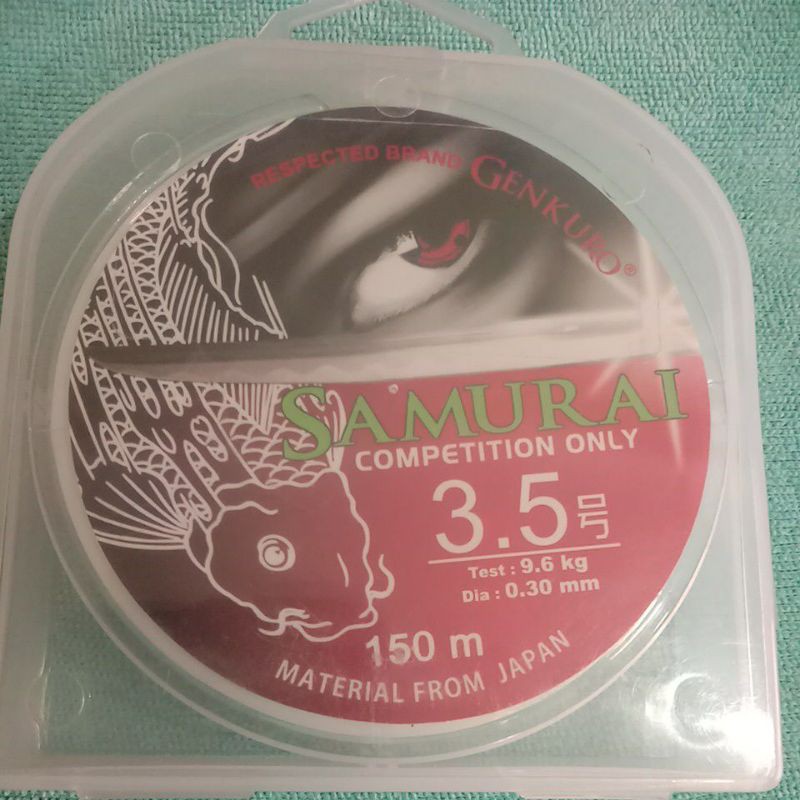 RESPECTED BRAND GENKURO®
SAMURAI
COMPETITION ONLY
3.5号
Test : 9.6 kg
Dia : 0.30 mm
150 m
MATERIAL FROM JAPAN